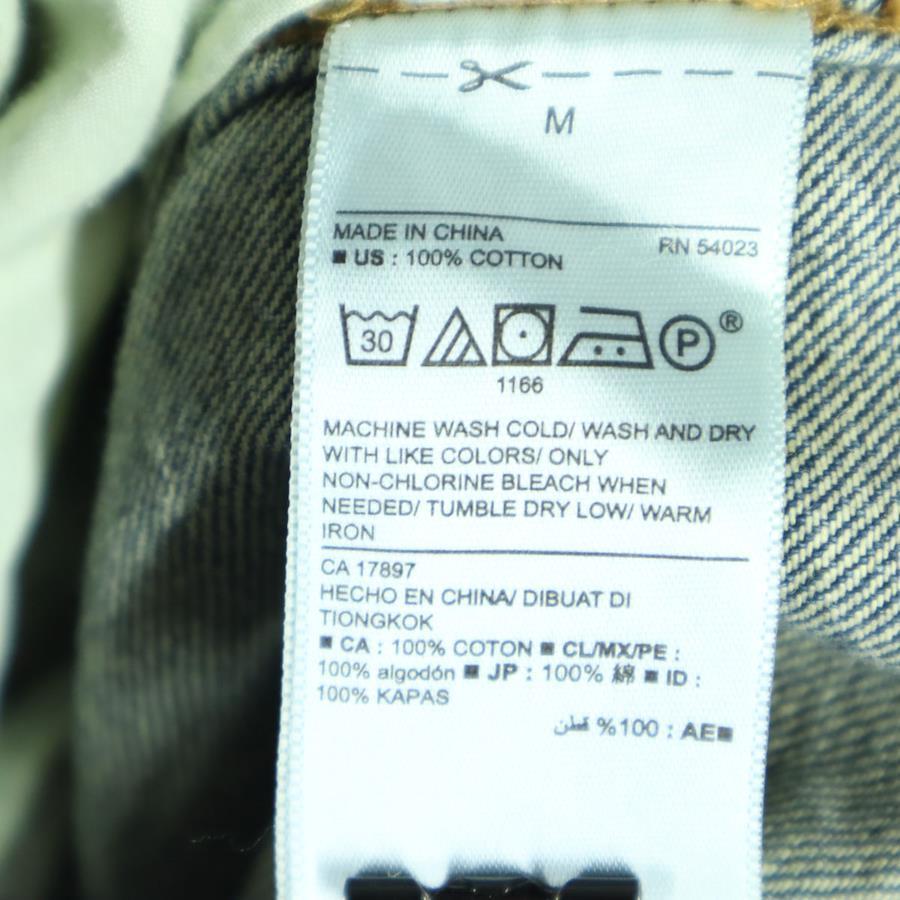 M
MADE IN CHINA RN 54023
■ US : 100% COTTON
30 P ®
1166
MACHINE WASH COLD/ WASH AND DRY
WITH LIKE COLORS/ ONLY
NON-CHLORINE BLEACH WHEN
NEEDED/ TUMBLE DRY LOW/ WARM
IRON
CA 17897
HECHO EN CHINA/ DIBUAT DI
TIONGKOK
■ CA : 100% COTON ■ CL/MX/PE :
100% algodón ■ JP : 100% 綿 ■ ID :
100% KAPAS
قطن %100 : AE■